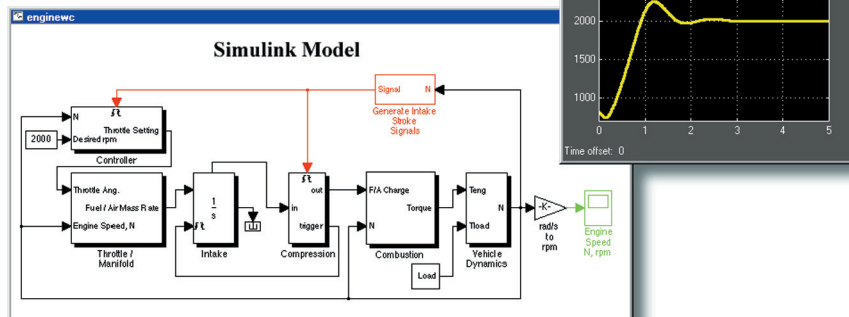 enginewc
Simulink Model
Signal N
Generate Intake
Stroke
Signals
N
Throttle Setting
Desired rpm
2000
Controller
Throttle Ang.
Fuel / Air Mass Rate
Engine Speed, N
Throttle /
Manifold
1
s
Intake
out
in
trigger
Compression
F/A Charge
Torque
N
Combustion
Teng
N
Tload
Vehicle
Dynamics
Load
-K-
rad/s
to
rpm
Engine
Speed
N, rpm
2000
1500
1000
0 1 2 3 4 5
Time offset: 0